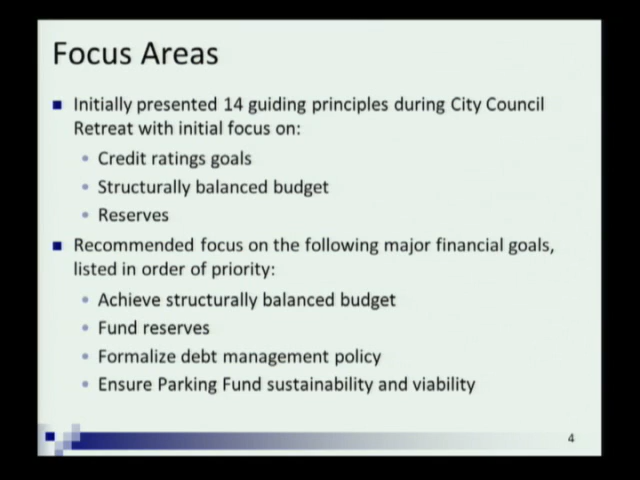 Focus Areas
Initially presented 14 guiding principles during City Council
Retreat with initial focus on:
Credit ratings goals
Structurally balanced budget
Reserves
Recommended focus on the following major financial goals,
listed in order of priority:
Achieve structurally balanced budget
Fund reserves
Formalize debt management policy
Ensure Parking Fund sustainability and viability
4